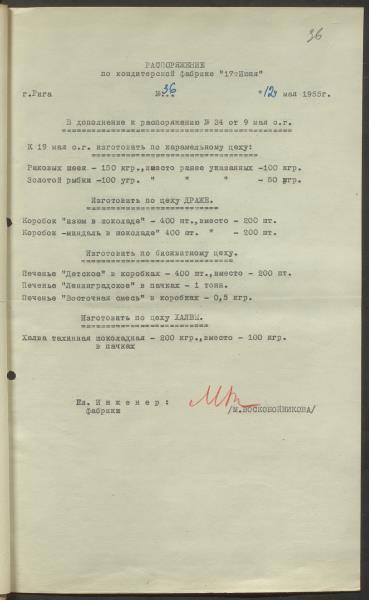 36
РАСПОРЯЖЕНИЕ
по кондитерской фабрике "17 Июня"
г.Рига № 36 "12" мая 1955г.
В дополнение к распоряжению № 34 от 9 мая с.г.
К 19 мая с.г. изготовить по карамельному цеху:
Раковых шеек - 150 кгр.,вместо ранее указанных -100 кгр.
Золотой рыбки -100 кгр. " " " - 50 кгр.
Изготовить по цеху ДРАЖЕ.
Коробок "изюм в шоколаде" - 400 шт.,вместо - 200 шт.
Коробок -миндаль в шоколаде" 400 шт. " - 200 шт.
Изготовить по бисквитному цеху.
Печенье "Детское" в коробках - 400 шт.,вместо - 200 шт.
Печенье "Ленинградское" в пачках - 1 тонн.
Печенье "Восточная смесь" в коробках - 0,5 кгр.
Изготовить по цеху ХАЛВЫ.
Халва тахинная шоколадная - 200 кгр.,вместо - 100 кгр.
в пачках
Гл. Инженер:
фабрики /М.ВОСКОБОЙНИКОВА/